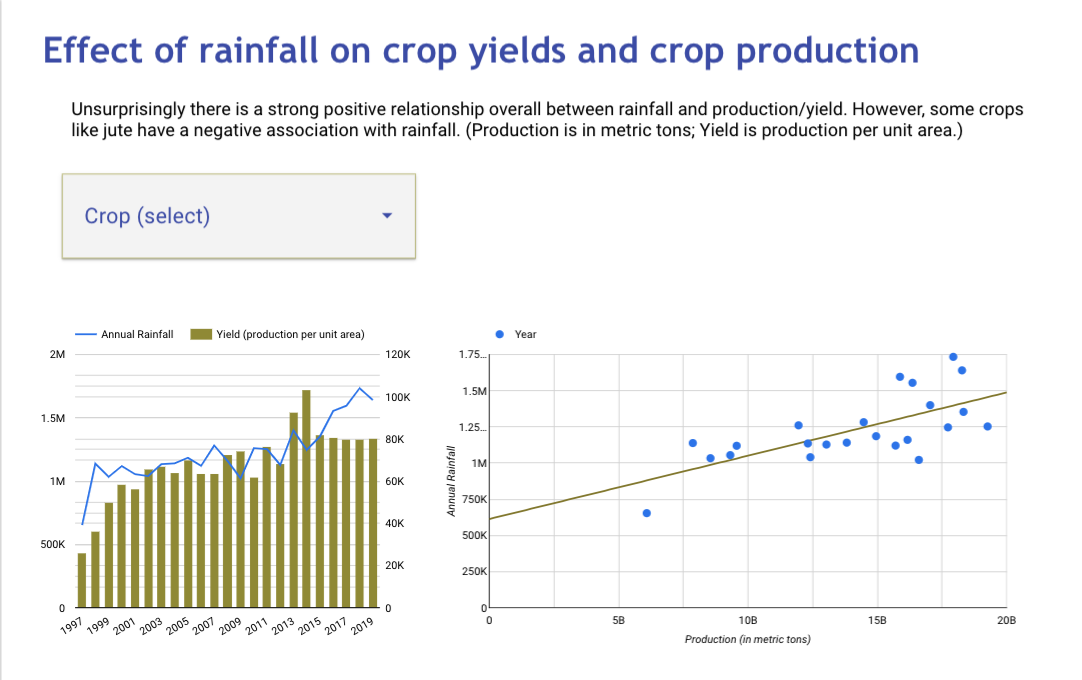 Effect of rainfall on crop yields and crop production
Unsurprisingly there is a strong positive relationship overall between rainfall and production/yield. However, some crops
like jute have a negative association with rainfall. (Production is in metric tons; Yield is production per unit area.)
Crop (select)
Annual Rainfall
Yield (production per unit area)
2M
1.5M
1M
500K
0
120K
100K
80K
60K
40K
20K
0
1997
1999
2001
2003
2005
2007
2009
2011
2013
2015
2017
2019
Year
Annual Rainfall
1.75...
1.5M
1.25...
1M
750K
500K
250K
0
0
5B
10B
15B
20B
Production (in metric tons)